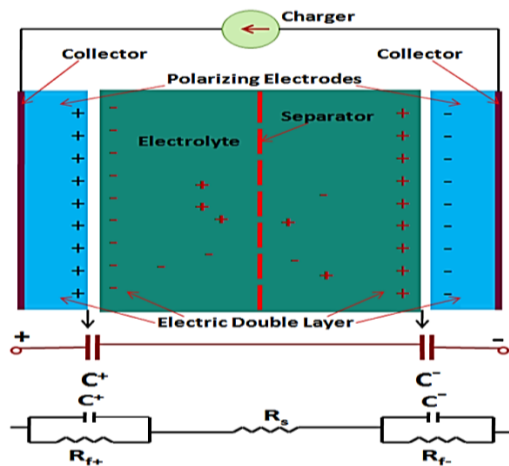 Charger
Collector
Collector
Polarizing Electrodes
Separator
Electrolyte
Electric Double Layer
+
-
C+
C-
C+
Rs
C-
Rf+
Rf-